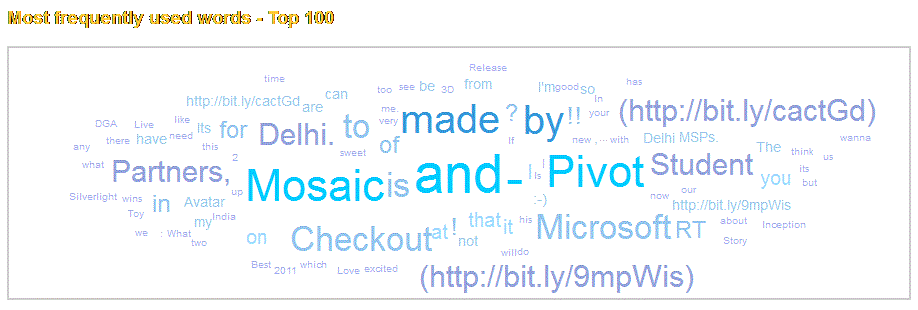 Most frequently used words - Top 100
Release
time too see be 3D from I'm good so has
http://bit.ly/cactGd are can me. made ? by !! In your (http://bit.ly/cactGd)
DGA Live like its for Delhi. to very
any there have need this sweet of If new , ... with Delhi MSPs. wanna
what Partners, 2 Mosaic is and - I Is ! Pivot Student The think us
you its but
Silverlight wins in Avatar up :-) now our http://bit.ly/9mpWis
Toy my India
we : What two on Checkout at ! that it his Microsoft RT about Inception
not Story
will do
Best 2011 which Love excited (http://bit.ly/9mpWis)